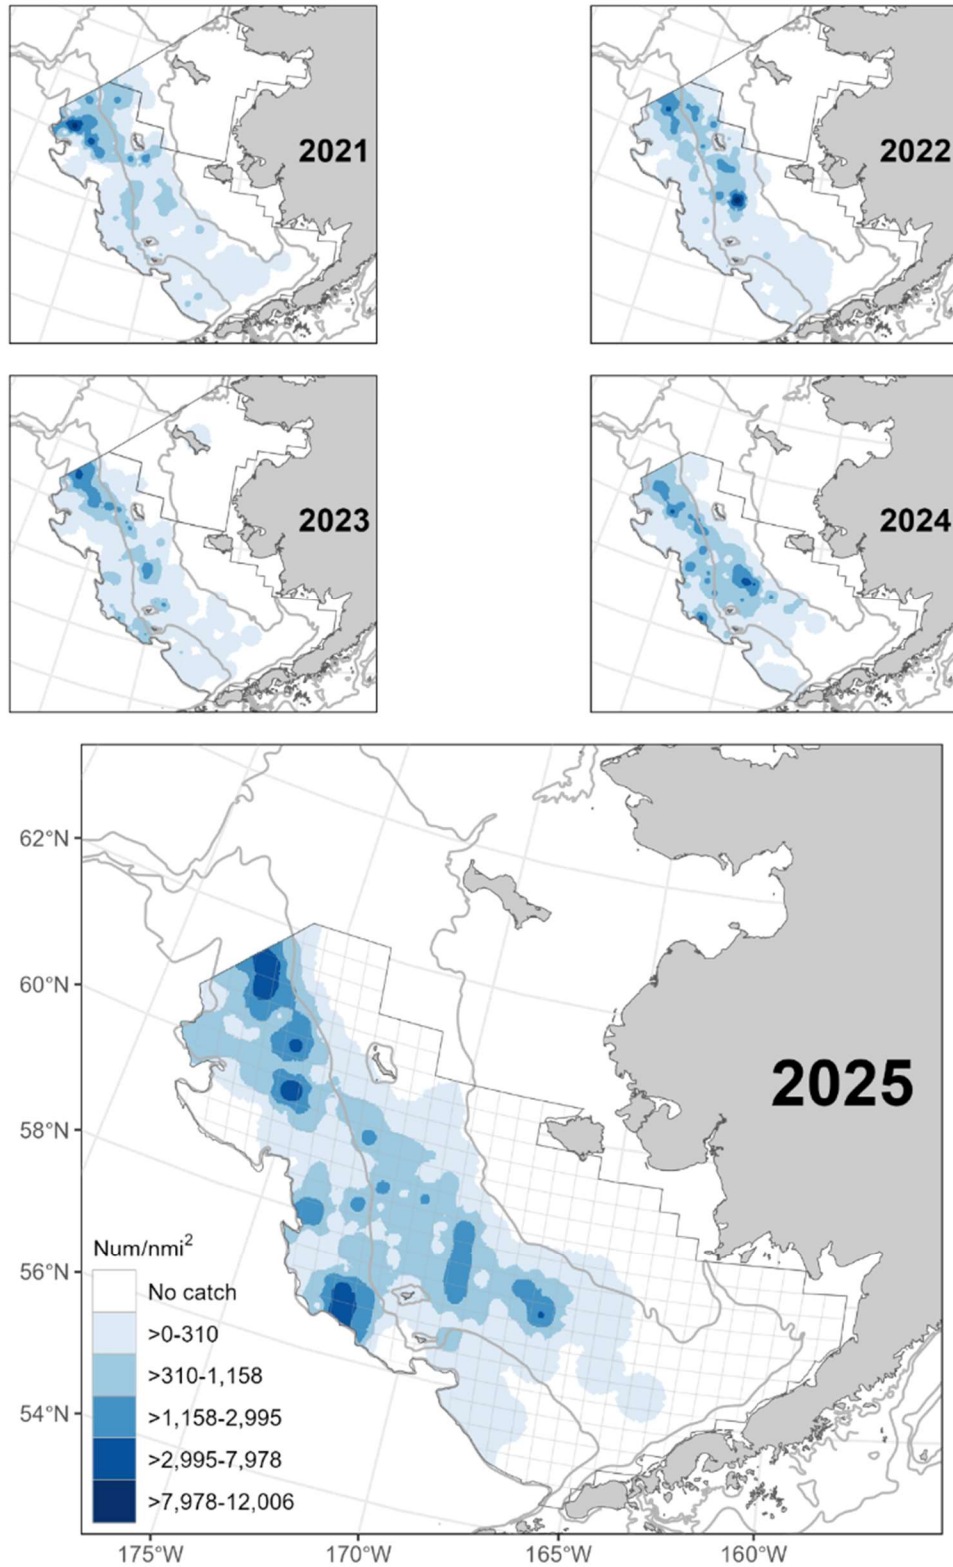 2021
2022
2023
2024
2025
62°N
60°N
58°N
56°N
54°N
Num/nmi²
No catch
>0-310
>310-1,158
>1,158-2,995
>2,995-7,978
>7,978-12,006
175°W
170°W
165°W
160°W